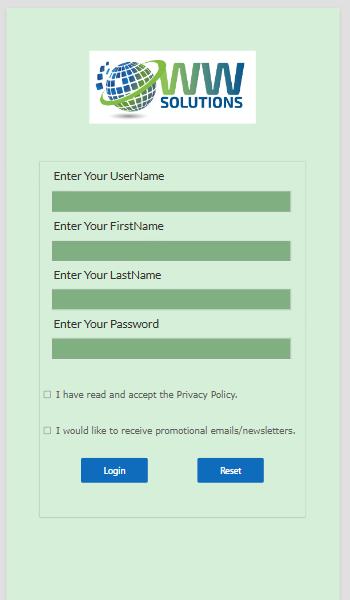 WW
SOLUTIONS
Enter Your UserName
Enter Your FirstName
Enter Your LastName
Enter Your Password
I have read and accept the Privacy Policy.
I would like to receive promotional emails/newsletters.
Login Reset